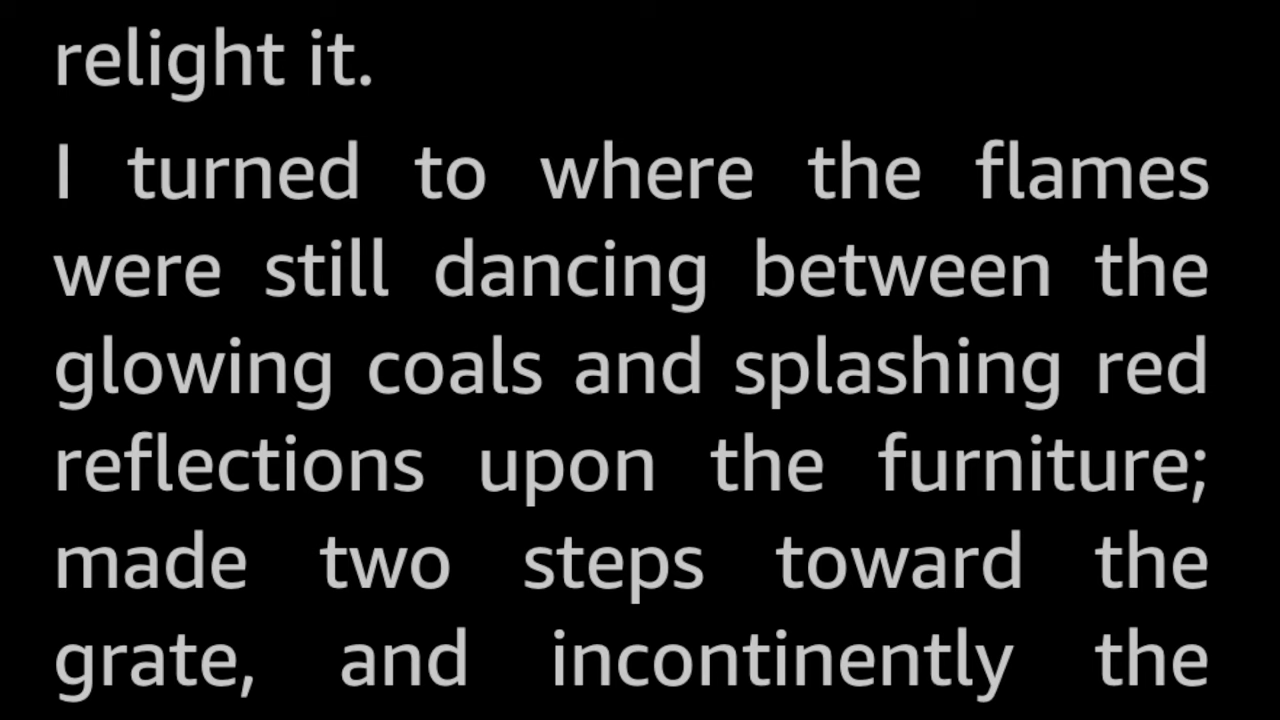 relight it.
I turned to where the flames
were still dancing between the
glowing coals and splashing red
reflections upon the furniture;
made two steps toward the
grate, and incontinently the